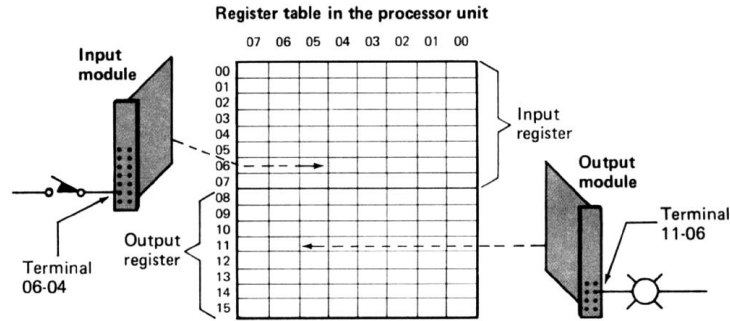 Register table in the processor unit
07 06 05 04 03 02 01 00
Input
module
00
01
02
03
04
05
06
07
08
09
10
11
12
13
14
15
Input
register
Output
register
Terminal
06-04
Output
module
Terminal
11-06